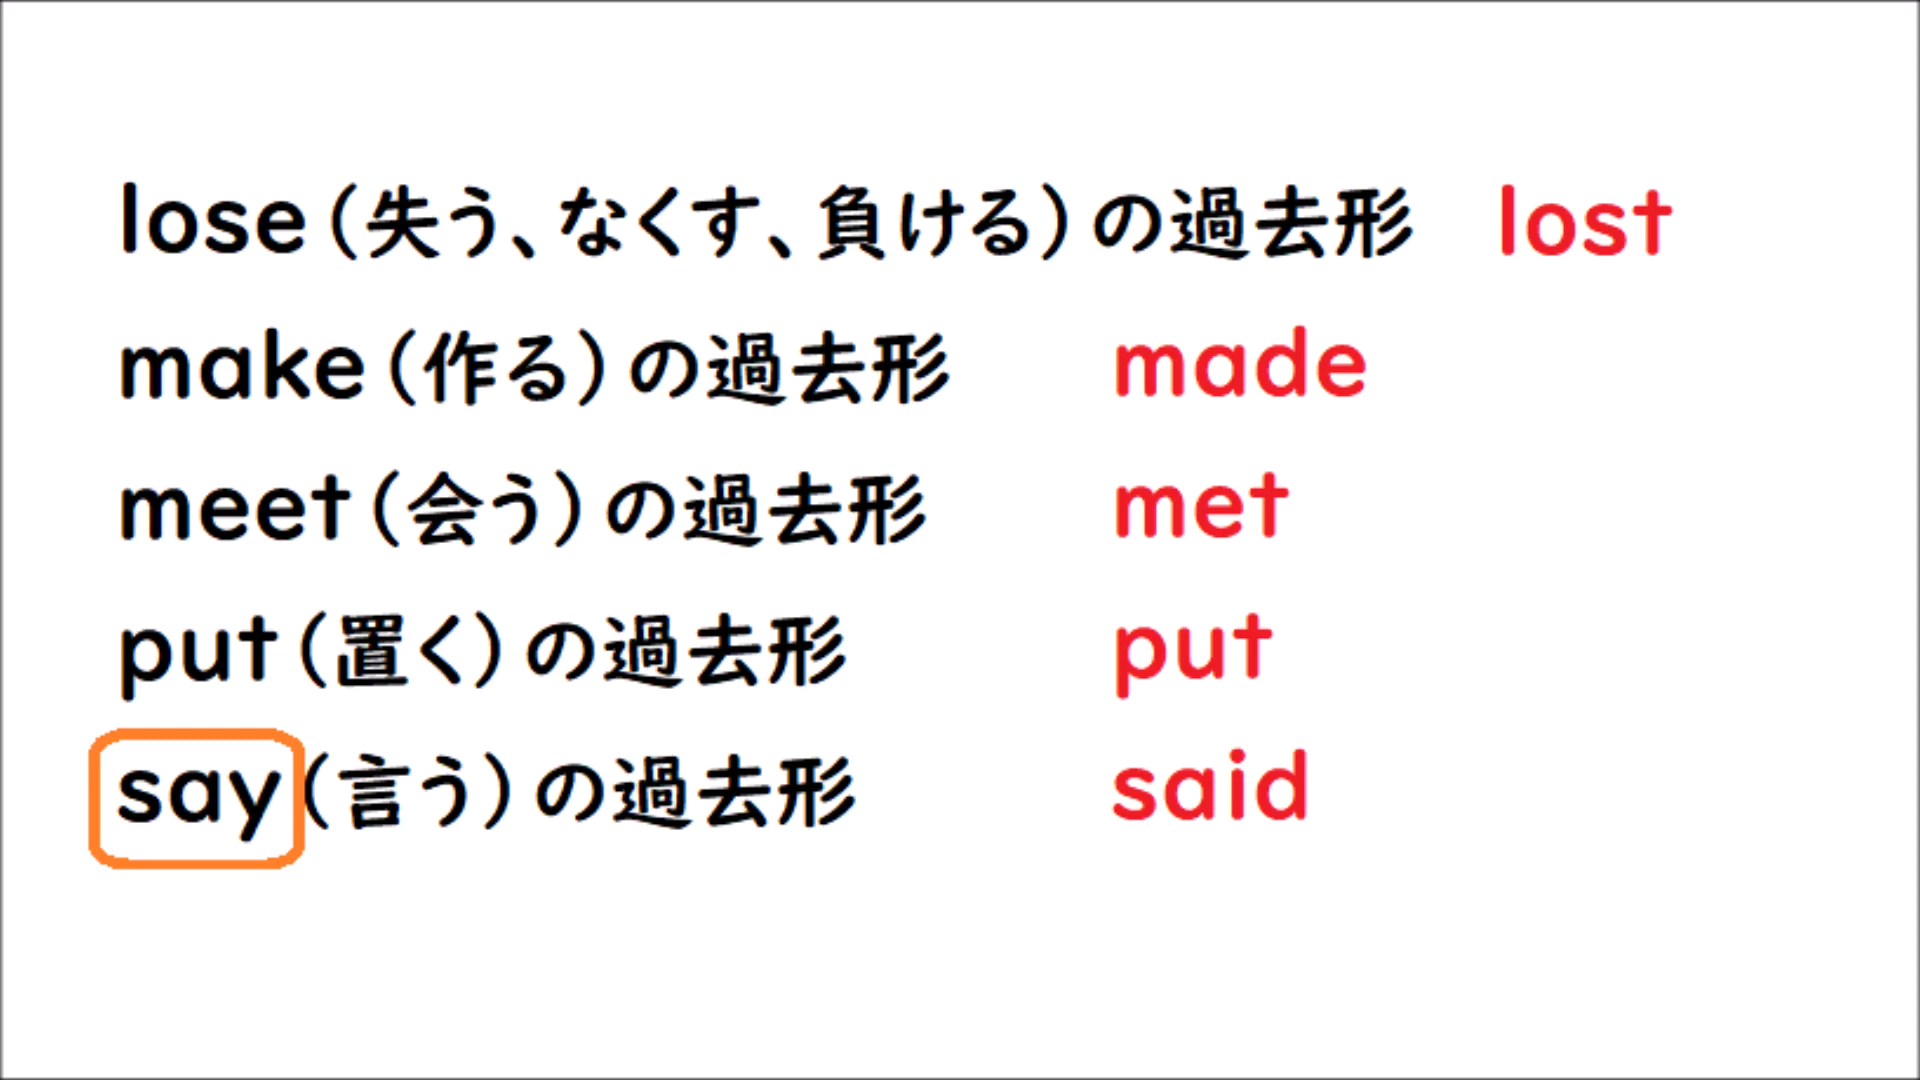 lose（失う、なくす、負ける）の過去形 lost
make（作る）の過去形 made
meet（会う）の過去形 met
put（置く）の過去形 put
say（言う）の過去形 said